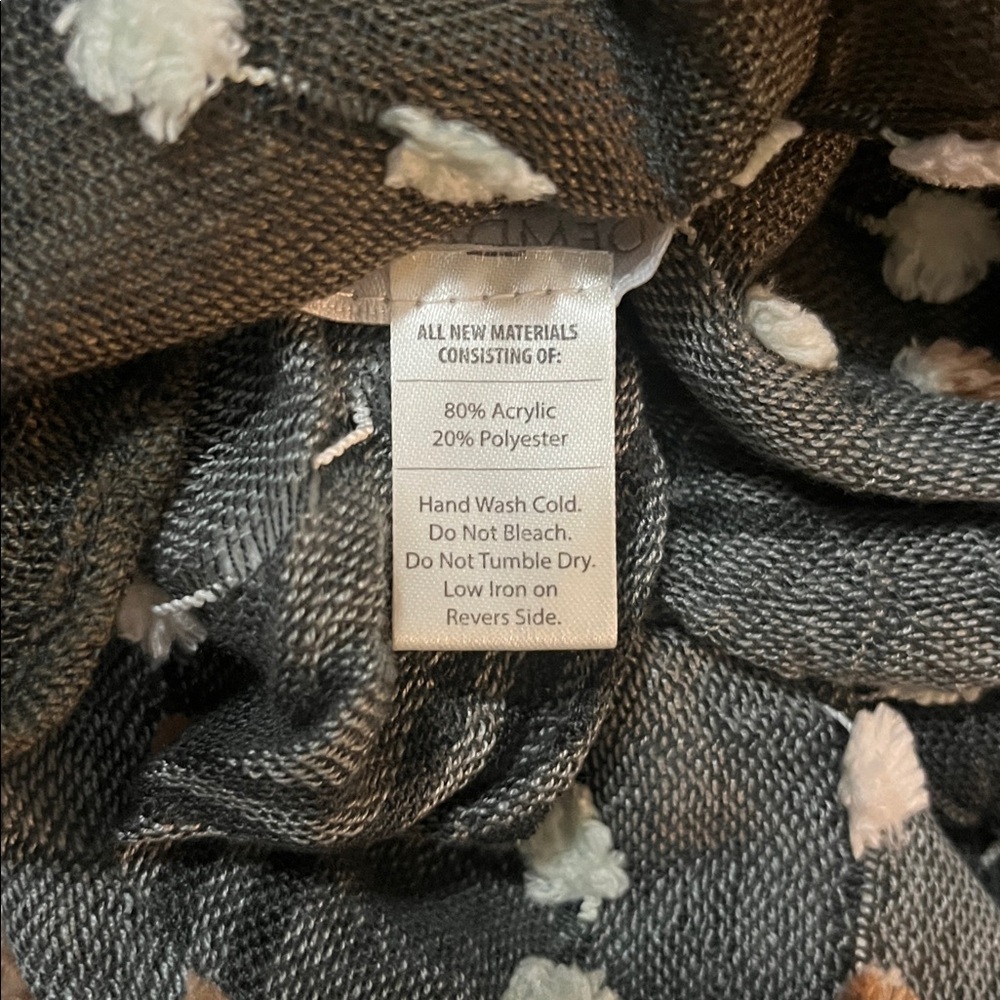 ALL NEW MATERIALS
CONSISTING OF:
80% Acrylic
20% Polyester
Hand Wash Cold.
Do Not Bleach.
Do Not Tumble Dry.
Low Iron on
Revers Side.